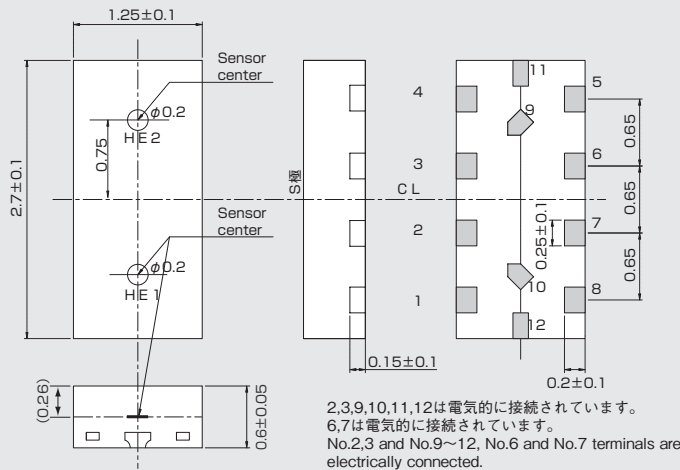 1.25±0.1
Sensor
center
φ0.2
HE2
0.75
2.7±0.1
Sensor
center
φ0.2
HE1
S極
4
3
CL
2
1
11
5
9
0.65
6
0.65
7
0.25±0.1
0.65
10
8
12
0.15±0.1
0.2±0.1
(0.26)
0.6±0.05
2,3,9,10,11,12は電気的に接続されています。
6,7は電気的に接続されています。
No.2,3 and No.9～12, No.6 and No.7 terminals are
electrically connected.